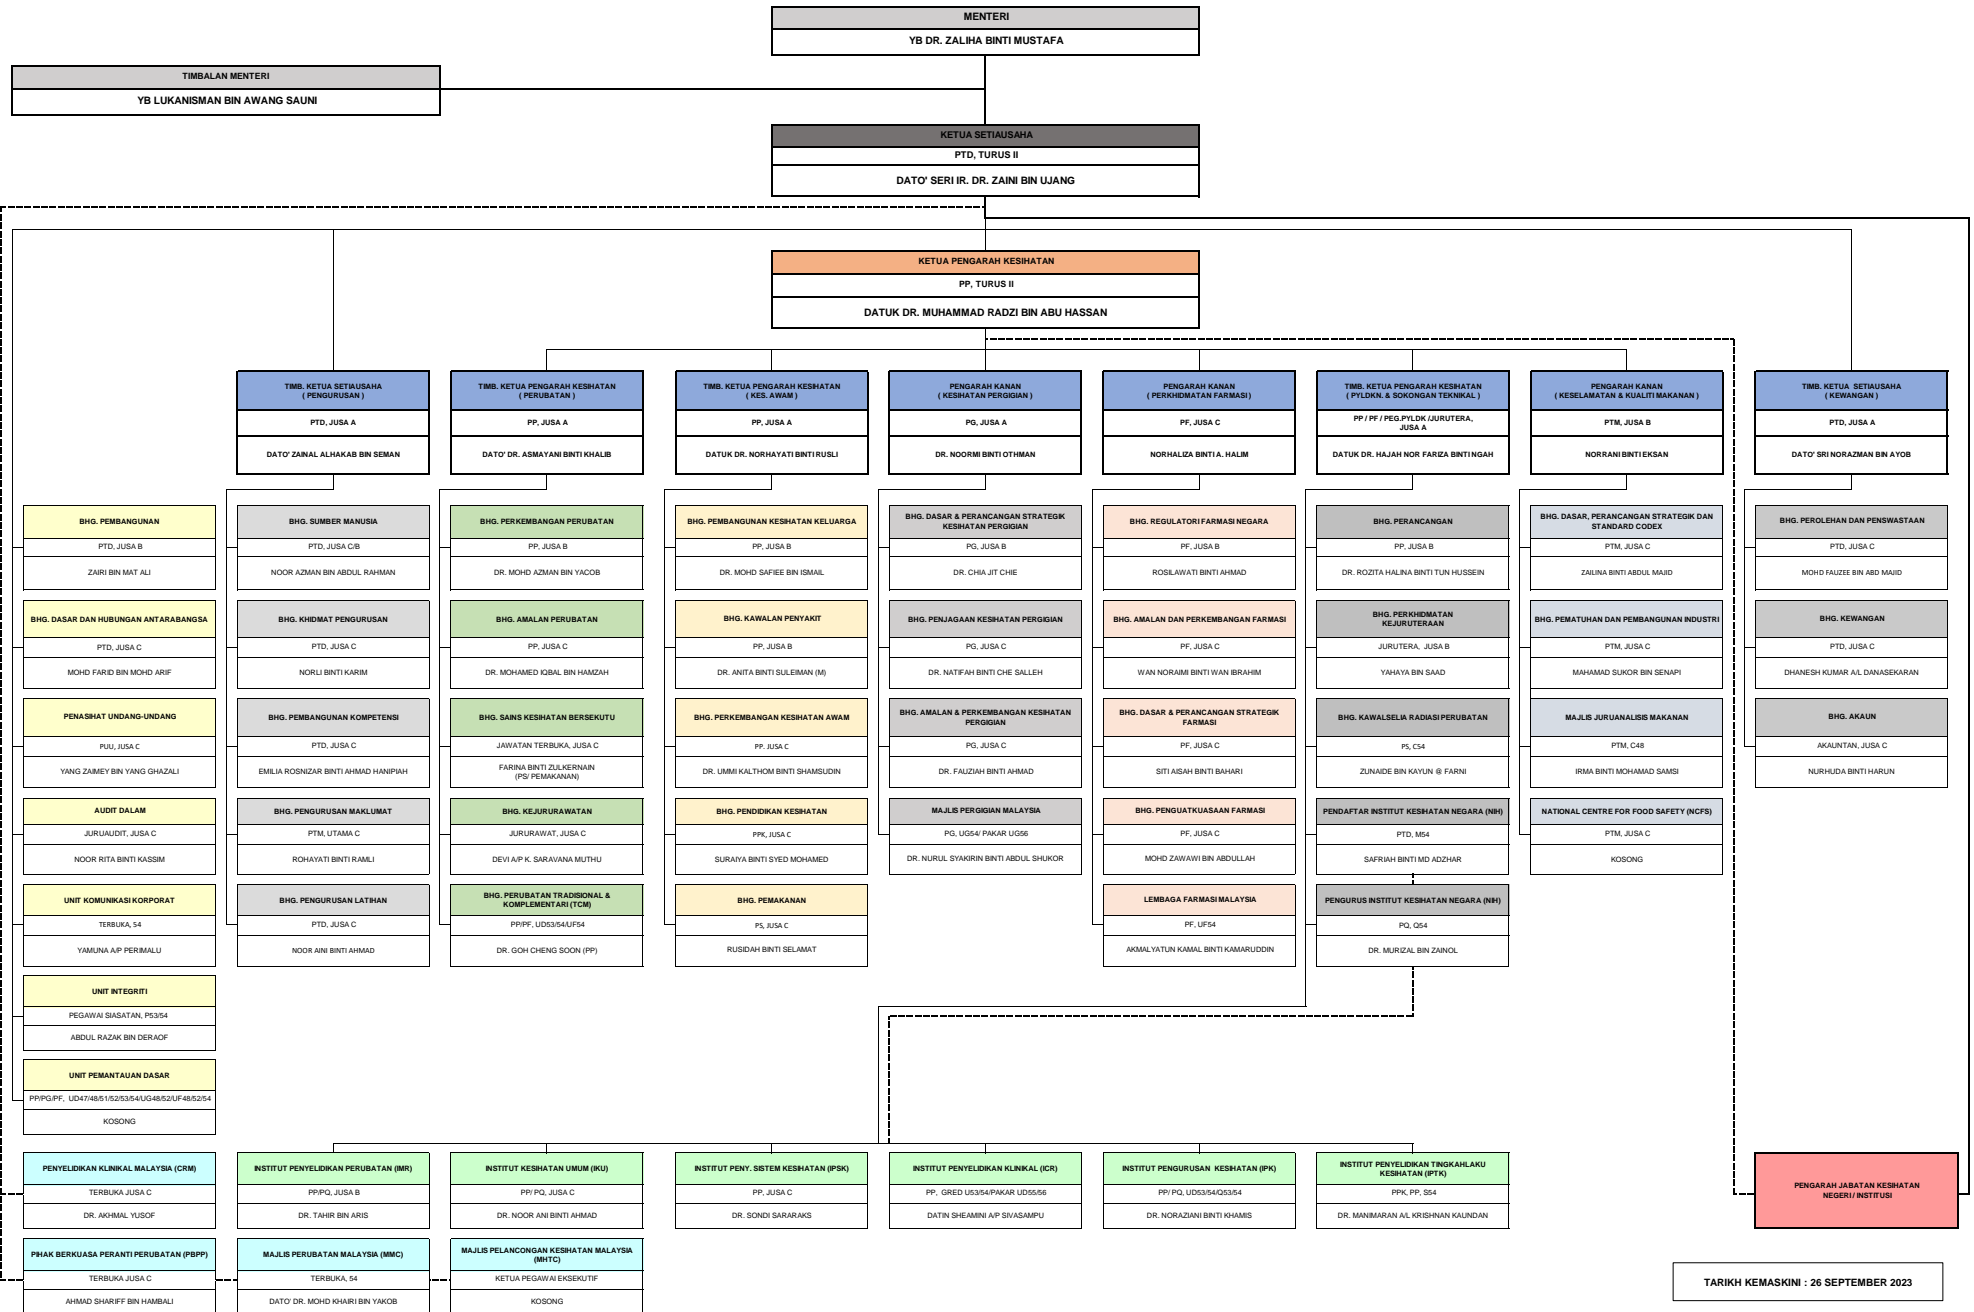 MENTERI
YB DR. ZALIHA BINTI MUSTAFA
TIMBALAN MENTERI
YB LUKANISMAN BIN AWANG SAUNI
KETUA SETIAUSAHA
PTD, TURUS II
DATO' SERI IR. DR. ZAINI BIN UJANG
KETUA PENGARAH KESIHATAN
PP, TURUS II
DATUK DR. MUHAMMAD RADZI BIN ABU HASSAN
TIMB. KETUA SETIAUSAHA
( PENGURUSAN )
PTD, JUSA A
DATO' ZAINAL ALHAKAB BIN SEMAN
TIMB. KETUA PENGARAH KESIHATAN
( PERUBATAN )
PP, JUSA A
DATO' DR. ASMAYANI BINTI KHALIB
TIMB. KETUA PENGARAH KESIHATAN
( KES. AWAM )
PP, JUSA A
DATUK DR. NORHAYATI BINTI RUSLI
PENGARAH KANAN
( KESIHATAN PERGIGIAN )
PG, JUSA A
DR. NOORMI BINTI OTHMAN
PENGARAH KANAN
( PERKHIDMATAN FARMASI )
PF, JUSA C
NORHALIZA BINTI A. HALIM
TIMB. KETUA PENGARAH KESIHATAN
( PYLDKN. & SOKONGAN TEKNIKAL )
PP / PF / PEG.PYLDK /JURUTERA,
JUSA A
DATUK DR. HAJAH NOR FARIZA BINTI NGAH
PENGARAH KANAN
( KESELAMATAN & KUALITI MAKANAN )
PTM, JUSA B
NORRANI BINTI EKSAN
TIMB. KETUA SETIAUSAHA
( KEWANGAN )
PTD, JUSA A
DATO' SRI NORAZMAN BIN AYOB
BHG. PEMBANGUNAN
PTD, JUSA B
ZAIRI BIN MAT ALI
BHG. DASAR DAN HUBUNGAN ANTARABANGSA
PTD, JUSA C
MOHD FARID BIN MOHD ARIF
PENASIHAT UNDANG-UNDANG
PUU, JUSA C
YANG ZAIMEY BIN YANG GHAZALI
AUDIT DALAM
JURUAUDIT, JUSA C
NOOR RITA BINTI KASSIM
UNIT KOMUNIKASI KORPORAT
TERBUKA, 54
YAMUNA A/P PERIMALU
UNIT INTEGRITI
PEGAWAI SIASATAN, P53/54
ABDUL RAZAK BIN DERAOF
UNIT PEMANTAUAN DASAR
PP/PG/PF, UD47/48/51/52/53/54/UG48/52/UF48/52/54
KOSONG
BHG. SUMBER MANUSIA
PTD, JUSA C/B
NOOR AZMAN BIN ABDUL RAHMAN
BHG. KHIDMAT PENGURUSAN
PTD, JUSA C
NORLI BINTI KARIM
BHG. PEMBANGUNAN KOMPETENSI
PTD, JUSA C
EMILIA ROSNIZAR BINTI AHMAD HANIPIAH
BHG. PENGURUSAN MAKLUMAT
PTM, UTAMA C
ROHAYATI BINTI RAMLI
BHG. PENGURUSAN LATIHAN
PTD, JUSA C
NOOR AINI BINTI AHMAD
BHG. PERKEMBANGAN PERUBATAN
PP, JUSA B
DR. MOHD AZMAN BIN YACOB
BHG. AMALAN PERUBATAN
PP, JUSA C
DR. MOHAMED IQBAL BIN HAMZAH
BHG. SAINS KESIHATAN BERSEKUTU
JAWATAN TERBUKA, JUSA C
FARINA BINTI ZULKERNAIN
(PS/ PEMAKANAN)
BHG. KEJURURAWATAN
JURURAWAT, JUSA C
DEVI A/P K. SARAVANA MUTHU
BHG. PERUBATAN TRADISIONAL &
KOMPLEMENTARI (TCM)
PP/PF, UD53/54/UF54
DR. GOH CHENG SOON (PP)
BHG. PEMBANGUNAN KESIHATAN KELUARGA
PP, JUSA B
DR. MOHD SAFIEE BIN ISMAIL
BHG. KAWALAN PENYAKIT
PP, JUSA B
DR. ANITA BINTI SULEIMAN (M)
BHG. PERKEMBANGAN KESIHATAN AWAM
PP. JUSA C
DR. UMMI KALTHOM BINTI SHAMSUDIN
BHG. PENDIDIKAN KESIHATAN
PPK, JUSA C
SURAIYA BINTI SYED MOHAMED
BHG. PEMAKANAN
PS, JUSA C
RUSIDAH BINTI SELAMAT
BHG. DASAR & PERANCANGAN STRATEGIK
KESIHATAN PERGIGIAN
PG, JUSA B
DR. CHIA JIT CHIE
BHG. PENJAGAAN KESIHATAN PERGIGIAN
PG, JUSA C
DR. NATIFAH BINTI CHE SALLEH
BHG. AMALAN & PERKEMBANGAN KESIHATAN
PERGIGIAN
PG, JUSA C
DR. FAUZIAH BINTI AHMAD
MAJLIS PERGIGIAN MALAYSIA
PG, UG54/ PAKAR UG56
DR. NURUL SYAKIRIN BINTI ABDUL SHUKOR
BHG. REGULATORI FARMASI NEGARA
PF, JUSA B
ROSILAWATI BINTI AHMAD
BHG. AMALAN DAN PERKEMBANGAN FARMASI
PF, JUSA C
WAN NORAIMI BINTI WAN IBRAHIM
BHG. DASAR & PERANCANGAN STRATEGIK
FARMASI
PF, JUSA C
SITI AISAH BINTI BAHARI
BHG. PENGUATKUASAAN FARMASI
PF, JUSA C
MOHD ZAWAWI BIN ABDULLAH
LEMBAGA FARMASI MALAYSIA
PF, UF54
AKMALYATUN KAMAL BINTI KAMARUDDIN
BHG. PERANCANGAN
PP, JUSA B
DR. ROZITA HALINA BINTI TUN HUSSEIN
BHG. PERKHIDMATAN
KEJURUTERAAN
JURUTERA, JUSA B
YAHAYA BIN SAAD
BHG. KAWALSELIA RADIASI PERUBATAN
PS, C54
ZUNAIDE BIN KAYUN @ FARNI
PENDAFTAR INSTITUT KESIHATAN NEGARA (NIH)
PTD, M54
SAFRIAH BINTI MD ADZHAR
PENGURUS INSTITUT KESIHATAN NEGARA (NIH)
PQ, Q54
DR. MURIZAL BIN ZAINOL
BHG. DASAR, PERANCANGAN STRATEGIK DAN
STANDARD CODEX
PTM, JUSA C
ZAILINA BINTI ABDUL MAJID
BHG. PEMATUHAN DAN PEMBANGUNAN INDUSTRI
PTM, JUSA C
MAHAMAD SUKOR BIN SENAPI
MAJLIS JURUANALISIS MAKANAN
PTM, C48
IRMA BINTI MOHAMAD SAMSI
NATIONAL CENTRE FOR FOOD SAFETY (NCFS)
PTM, JUSA C
KOSONG
BHG. PEROLEHAN DAN PENSWASTAAN
PTD, JUSA C
MOHD FAUZEE BIN ABD MAJID
BHG. KEWANGAN
PTD, JUSA C
DHANESH KUMAR A/L DANASEKARAN
BHG. AKAUN
AKAUNTAN, JUSA C
NURHUDA BINTI HARUN
PENYELIDIKAN KLINIKAL MALAYSIA (CRM)
TERBUKA JUSA C
DR. AKHMAL YUSOF
INSTITUT PENYELIDIKAN PERUBATAN (IMR)
PP/PQ, JUSA B
DR. TAHIR BIN ARIS
INSTITUT KESIHATAN UMUM (IKU)
PP/ PQ, JUSA C
DR. NOOR ANI BINTI AHMAD
INSTITUT PENY. SISTEM KESIHATAN (IPSK)
PP, JUSA C
DR. SONDI SARARAKS
INSTITUT PENYELIDIKAN KLINIKAL (ICR)
PP, GRED U53/54/PAKAR UD55/56
DATIN SHEAMINI A/P SIVASAMPU
INSTITUT PENGURUSAN KESIHATAN (IPK)
PP/ PQ, UD53/54/Q53/54
DR. NORAZIANI BINTI KHAMIS
INSTITUT PENYELIDIKAN TINGKAHLAKU
KESIHATAN (IPTK)
PPK, PP, S54
DR. MANIMARAN A/L KRISHNAN KAUNDAN
PENGARAH JABATAN KESIHATAN
NEGERI / INSTITUSI
PIHAK BERKUASA PERANTI PERUBATAN (PBPP)
TERBUKA JUSA C
AHMAD SHARIFF BIN HAMBALI
MAJLIS PERUBATAN MALAYSIA (MMC)
TERBUKA, 54
DATO' DR. MOHD KHAIRI BIN YAKOB
MAJLIS PELANCONGAN KESIHATAN MALAYSIA
(MHTC)
KETUA PEGAWAI EKSEKUTIF
KOSONG
TARIKH KEMASKINI : 26 SEPTEMBER 2023